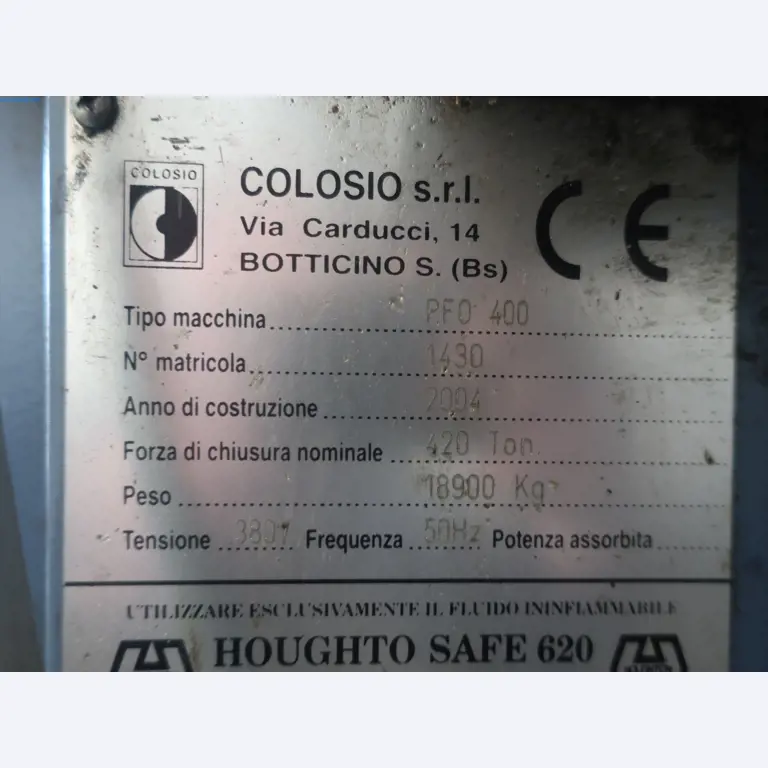 COLOSIO
COLOSIO s.r.l.
Via Carducci, 14
BOTTICINO S. (Bs)
CE
Tipo macchina PFO 400
N° matricola 1430
Anno di costruzione 2004
Forza di chiusura nominale 420 Ton.
Peso 18900 Kg
Tensione 380V Frequenza 50Hz Potenza assorbita
UTILIZZARE ESCLUSIVAMENTE IL FLUIDO ININFIAMMABILE
HOUGHTO SAFE 620